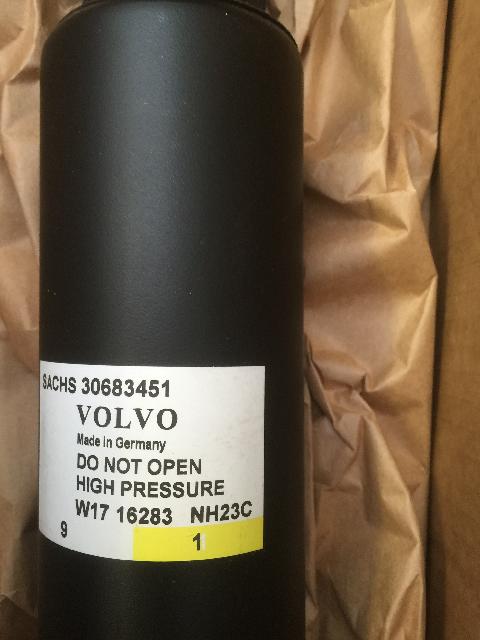 SACHS 30683451
VOLVO
Made in Germany
DO NOT OPEN
HIGH PRESSURE
W17 16283 NH23C
9 1